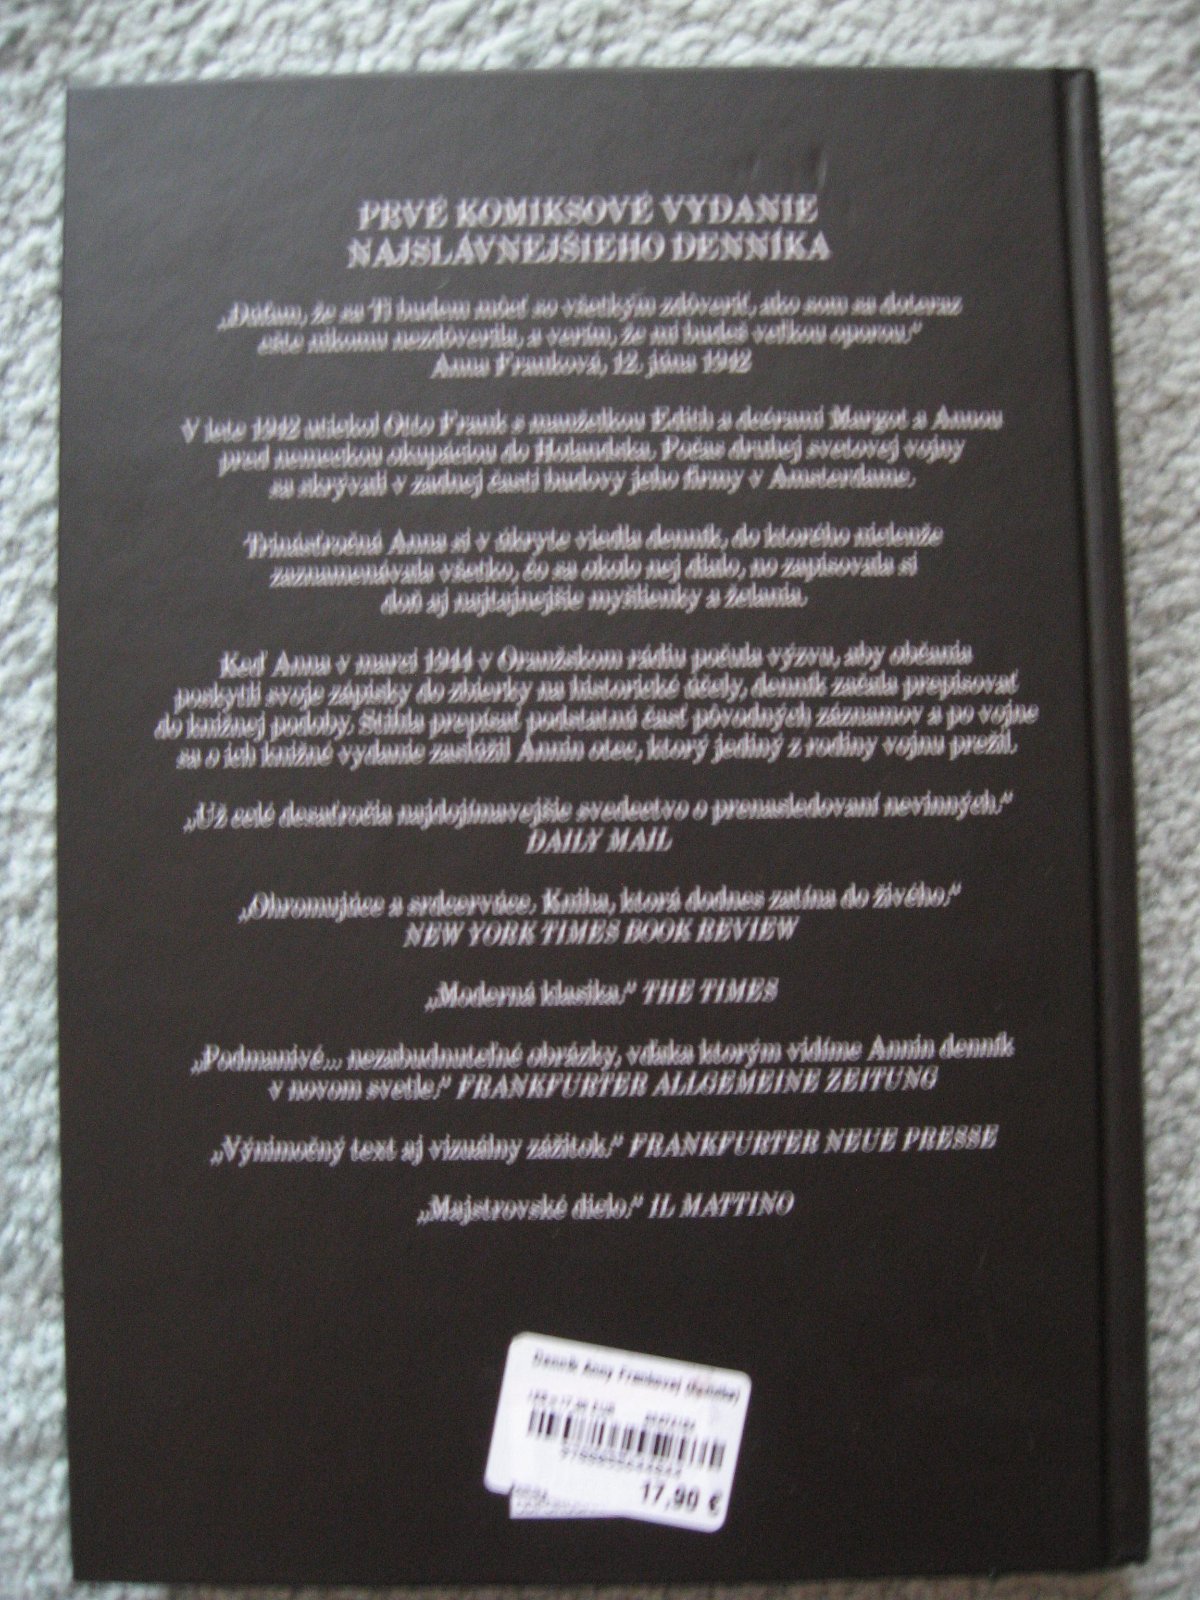 PRVÉ KOMIKSOVÉ VYDANIE
NAJSLÁVNEJŠIEHO DENNÍKA
„Dúfam, že sa Ti budem môcť so všetkým zdôveriť, ako som sa doteraz
ešte nikomu nezdôverila, a verím, že mi budeš veľkou oporou.“
Anna Franková, 12. júna 1942
V lete 1942 utiekol Otto Frank s manželkou Edith a dcérami Margot a Annou
pred nemeckou okupáciou do Holandska. Počas druhej svetovej vojny
sa skrývali v zadnej časti budovy jeho firmy v Amsterdame.
Trinásťročná Anna si v úkryte viedla denník, do ktorého nielenže
zaznamenávala všetko, čo sa okolo nej dialo, no zapisovala si
doň aj najtajnejšie myšlienky a želania.
Keď Anna v marci 1944 v Oranžskom rádiu počula výzvu, aby občania
poskytli svoje zápisky do zbierky na historické účely, denník začala prepisovať
do knižnej podoby. Stihla prepísať podstatnú časť pôvodných záznamov a po vojne
sa o ich knižné vydanie zaslúžil Annin otec, ktorý jediný z rodiny vojnu prežil.
„Už celé desaťročia najdojímavejšie svedectvo o prenasledovaní nevinných.“
DAILY MAIL
„Ohromujúce a srdcervúce. Kniha, ktorá dodnes zatína do živého.“
NEW YORK TIMES BOOK REVIEW
„Moderná klasika.“ THE TIMES
„Podmanivé... nezabudnuteľné obrázky, vďaka ktorým vidíme Annin denník
v novom svetle.“ FRANKFURTER ALLGEMEINE ZEITUNG
„Výnimočný text aj vizuálny zážitok.“ FRANKFURTER NEUE PRESSE
„Majstrovské dielo.“ IL MATTINO
Denník Anny Frankovej
17,90 €